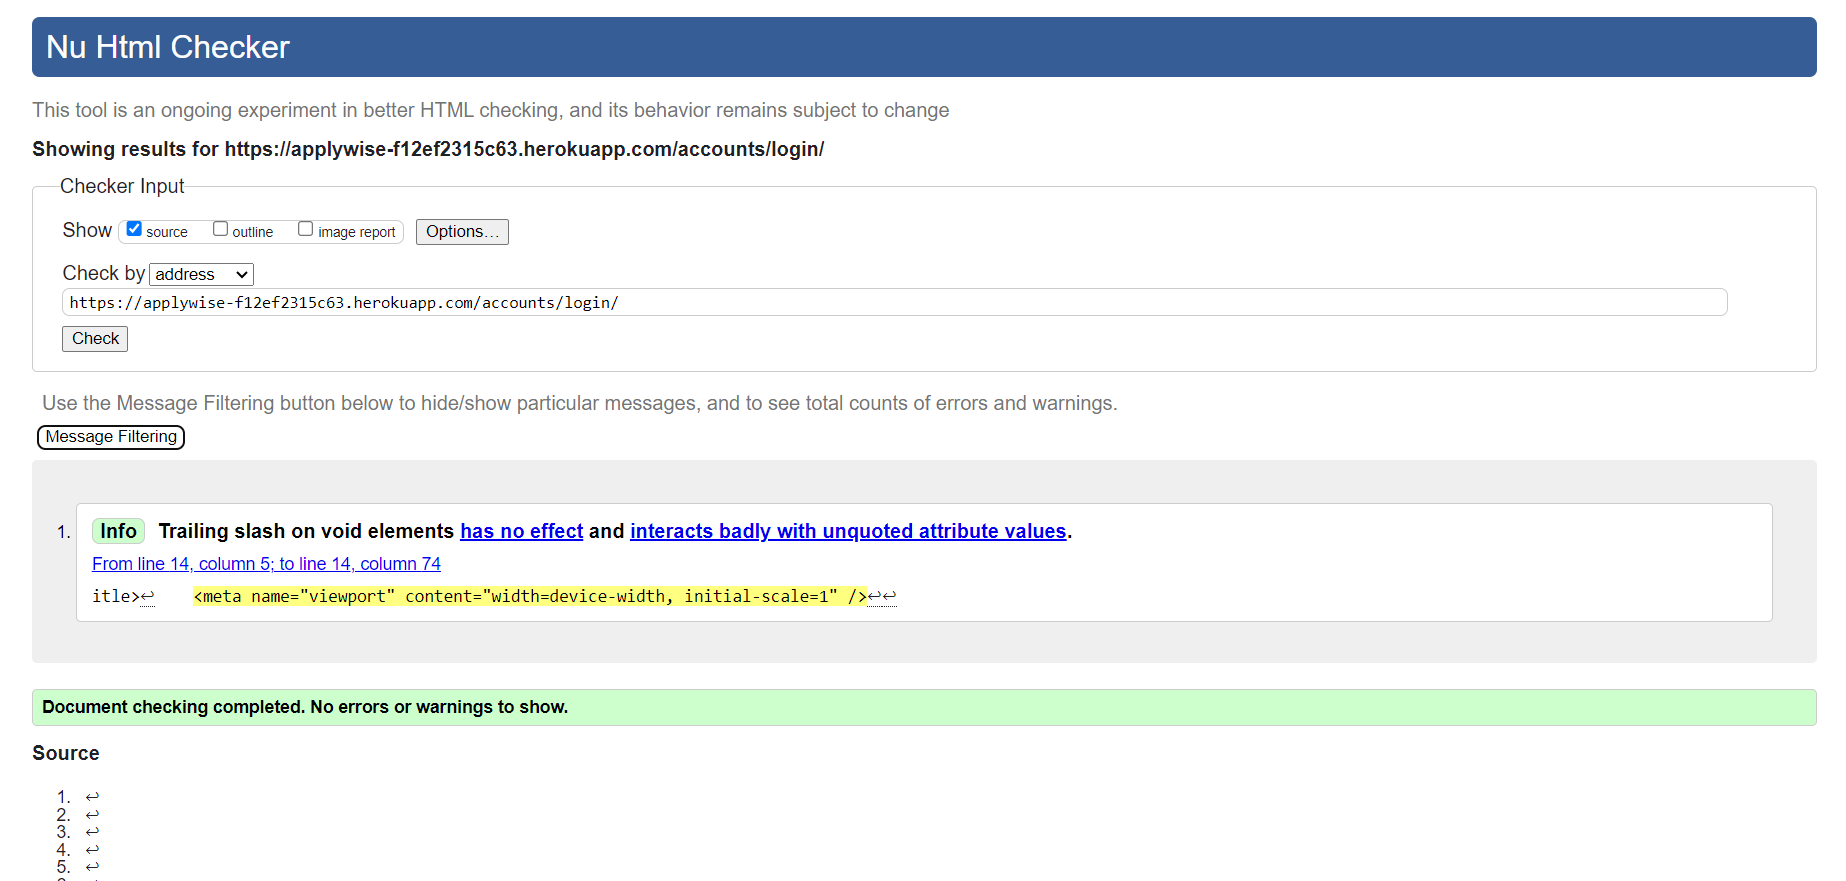 Nu Html Checker
This tool is an ongoing experiment in better HTML checking, and its behavior remains subject to change
Showing results for https://applywise-f12ef2315c63.herokuapp.com/accounts/login/
Checker Input
Show source outline image report Options...
Check by address
https://applywise-f12ef2315c63.herokuapp.com/accounts/login/
Check
Use the Message Filtering button below to hide/show particular messages, and to see total counts of errors and warnings.
Message Filtering
1. Info Trailing slash on void elements has no effect and interacts badly with unquoted attribute values.
From line 14, column 5; to line 14, column 74
itle>↩ <meta name="viewport" content="width=device-width, initial-scale=1" />↩↩
Document checking completed. No errors or warnings to show.
Source
1. ↩
2. ↩
3. ↩
4. ↩
5. ↩